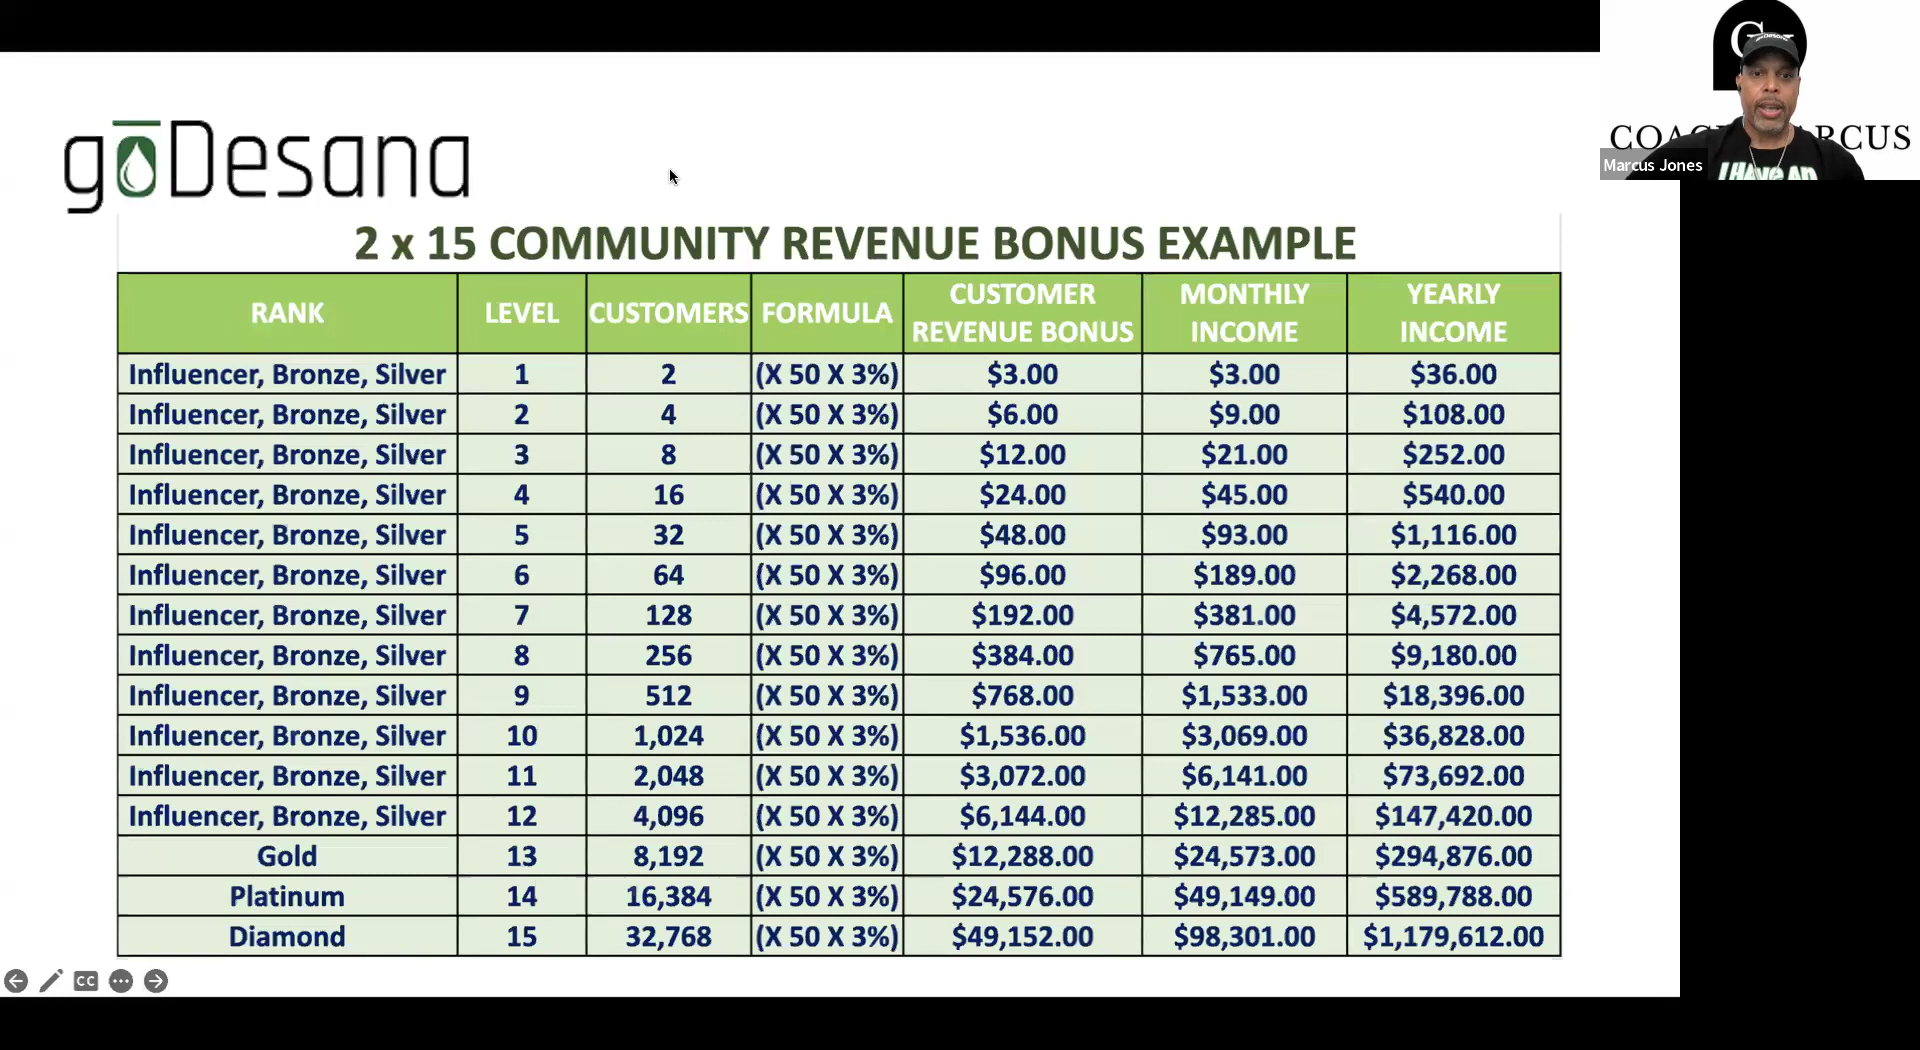 gōDesana
2 x 15 COMMUNITY REVENUE BONUS EXAMPLE
RANK LEVEL CUSTOMERS FORMULA CUSTOMER REVENUE BONUS MONTHLY INCOME YEARLY INCOME
Influencer, Bronze, Silver 1 2 (X 50 X 3%) $3.00 $3.00 $36.00
Influencer, Bronze, Silver 2 4 (X 50 X 3%) $6.00 $9.00 $108.00
Influencer, Bronze, Silver 3 8 (X 50 X 3%) $12.00 $21.00 $252.00
Influencer, Bronze, Silver 4 16 (X 50 X 3%) $24.00 $45.00 $540.00
Influencer, Bronze, Silver 5 32 (X 50 X 3%) $48.00 $93.00 $1,116.00
Influencer, Bronze, Silver 6 64 (X 50 X 3%) $96.00 $189.00 $2,268.00
Influencer, Bronze, Silver 7 128 (X 50 X 3%) $192.00 $381.00 $4,572.00
Influencer, Bronze, Silver 8 256 (X 50 X 3%) $384.00 $765.00 $9,180.00
Influencer, Bronze, Silver 9 512 (X 50 X 3%) $768.00 $1,533.00 $18,396.00
Influencer, Bronze, Silver 10 1,024 (X 50 X 3%) $1,536.00 $3,069.00 $36,828.00
Influencer, Bronze, Silver 11 2,048 (X 50 X 3%) $3,072.00 $6,141.00 $73,692.00
Influencer, Bronze, Silver 12 4,096 (X 50 X 3%) $6,144.00 $12,285.00 $147,420.00
Gold 13 8,192 (X 50 X 3%) $12,288.00 $24,573.00 $294,876.00
Platinum 14 16,384 (X 50 X 3%) $24,576.00 $49,149.00 $589,788.00
Diamond 15 32,768 (X 50 X 3%) $49,152.00 $98,301.00 $1,179,612.00
CC
Marcus Jones
I HAVE AN